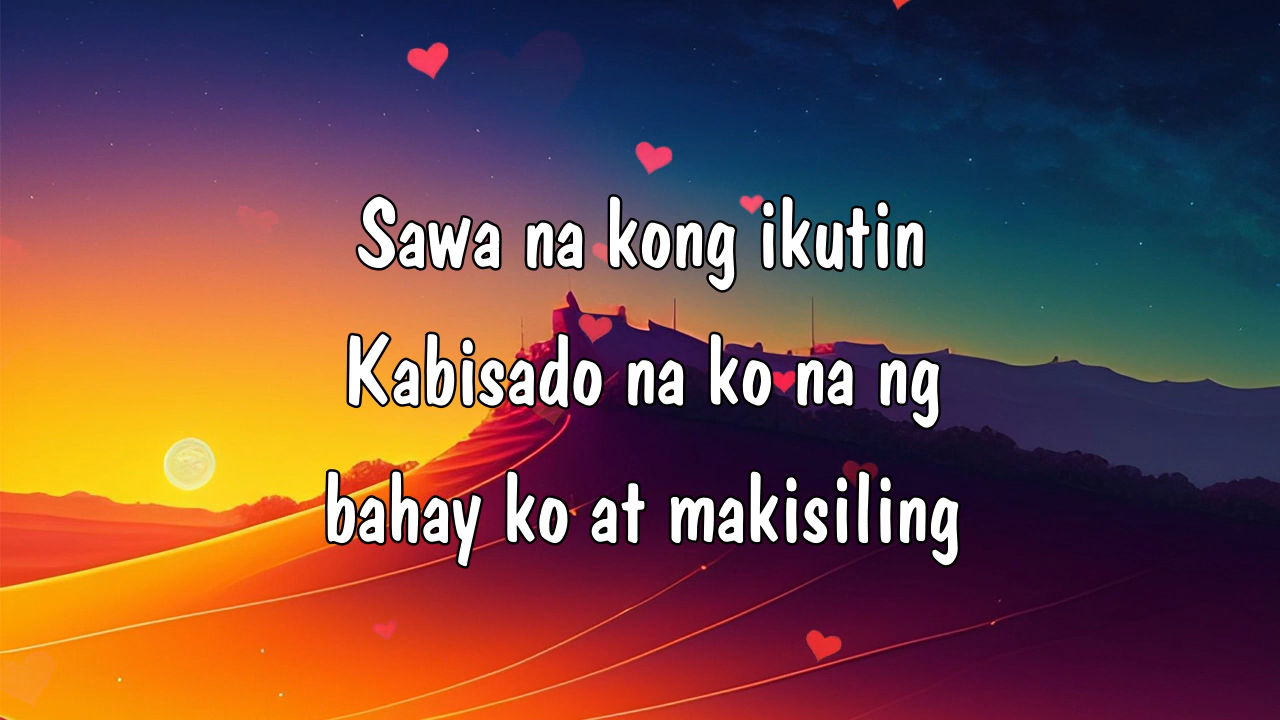 Sawa na kong ikutin
Kabisado na ko na ng
bahay ko at makisiling